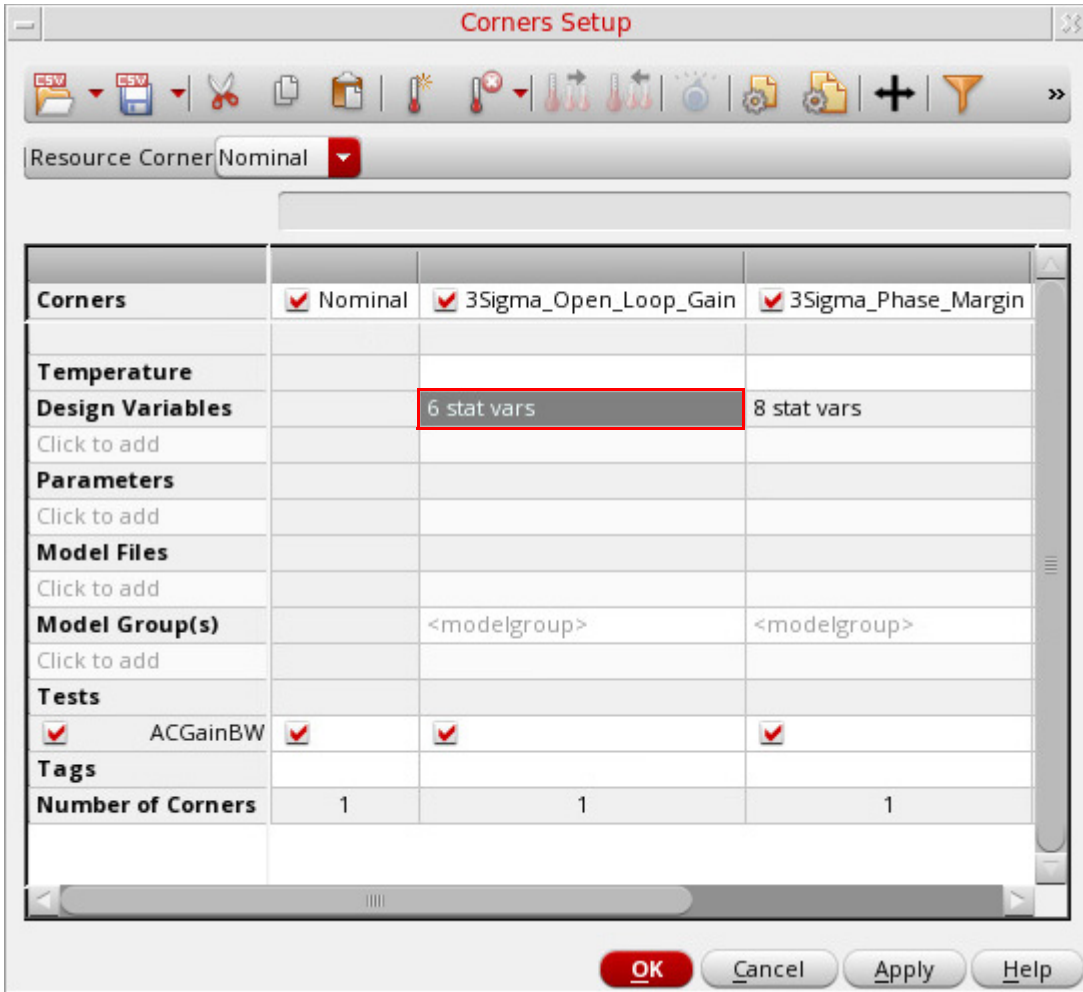 Corners Setup
CSV CSV »
Resource Corner Nominal
Corners Nominal 3Sigma_Open_Loop_Gain 3Sigma_Phase_Margin
Temperature
Design Variables 6 stat vars 8 stat vars
Click to add
Parameters
Click to add
Model Files
Click to add
Model Group(s) <modelgroup> <modelgroup>
Click to add
Tests
ACGainBW
Tags
Number of Corners 1 1 1
OK Cancel Apply Help